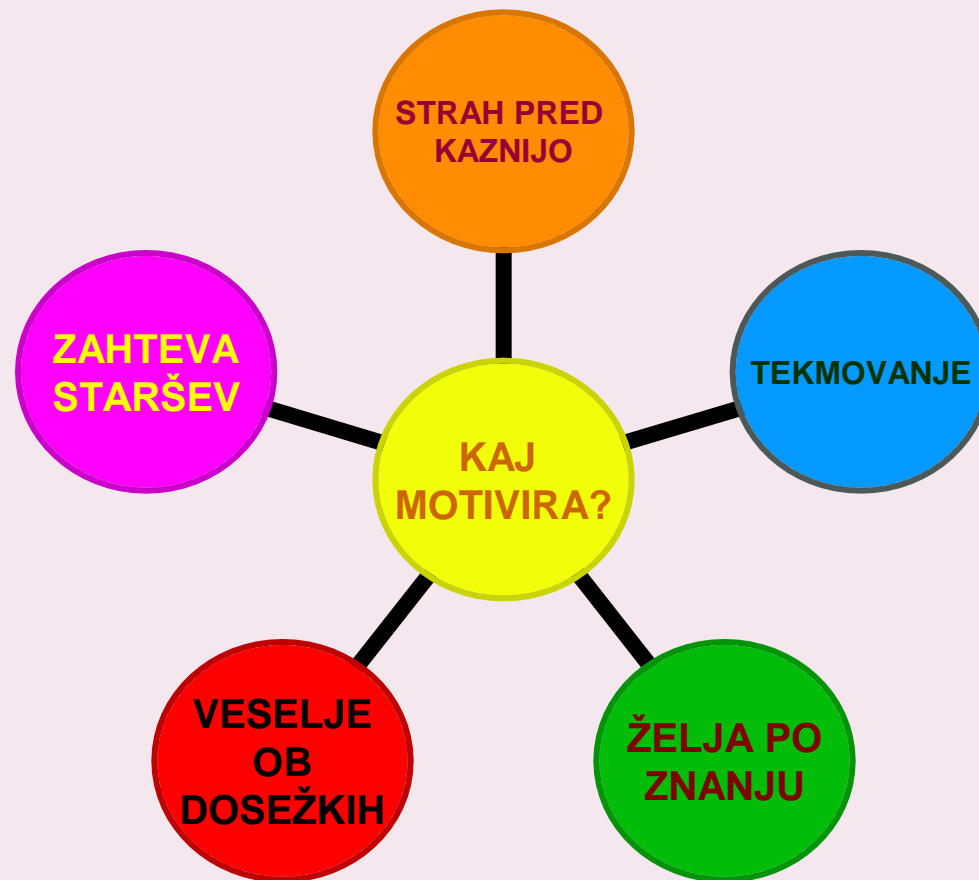 STRAH PRED
KAZNIJO
ZAHTEVA
STARŠEV
TEKMOVANJE
KAJ
MOTIVIRA?
VESELJE
OB
DOSEŽKIH
ŽELJA PO
ZNANJU